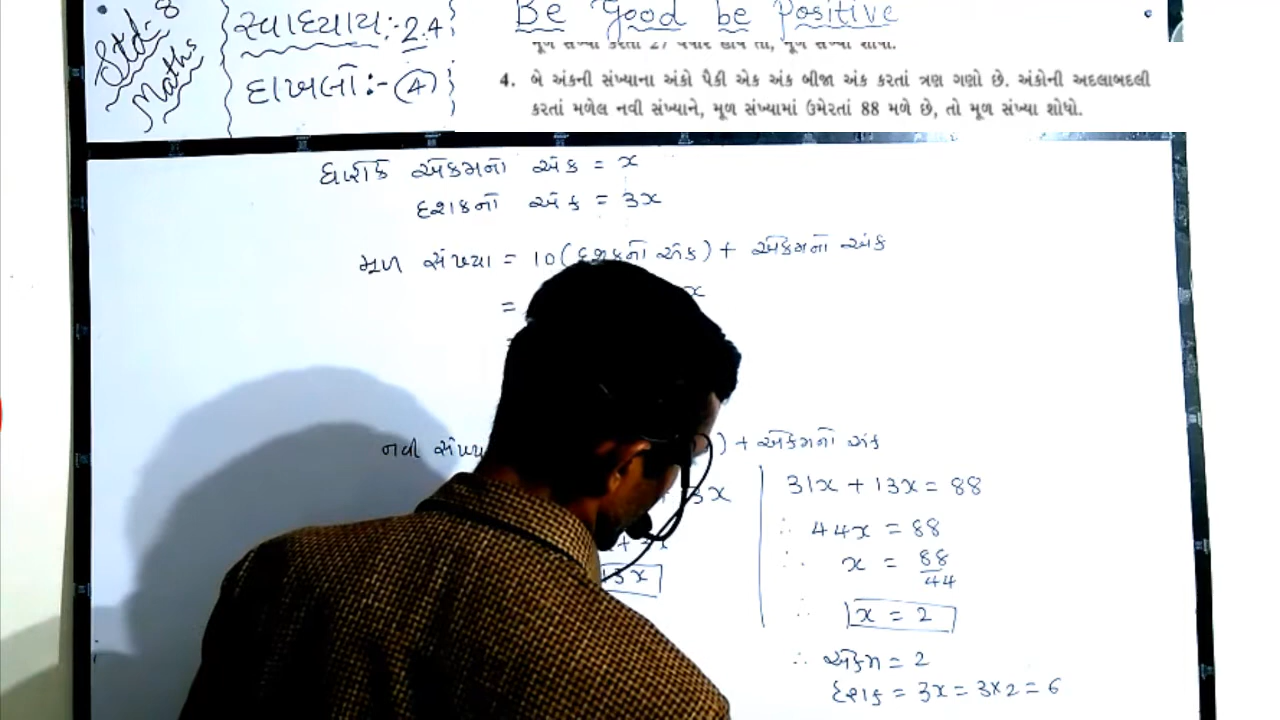 Std-8
Maths
સ્વાધ્યાય:-2.4
દાખલો:-(4)
Be Good be Positive
મૂળ સંખ્યા કરતાં 27 વધારે હોય તો, મૂળ સંખ્યા શોધો.
4. બે અંકની સંખ્યાના અંકો પૈકી એક અંક બીજા અંક કરતાં ત્રણ ગણો છે. અંકોની અદલાબદલી
કરતાં મળેલ નવી સંખ્યાને, મૂળ સંખ્યામાં ઉમેરતાં 88 મળે છે, તો મૂળ સંખ્યા શોધો.
ધારોકે એકમનો અંક = x
દશકનો અંક = 3x
મૂળ સંખ્યા = 10(દશકનો અંક) + એકમનો અંક
= x
નવી સંખ્યા ) + એકમનો અંક
+ 3x
x + 3x
13x
31x + 13x = 88
∴ 44x = 88
∴ x = 88/44
∴ x = 2
∴ એકમ = 2
દશક = 3x = 3×2 = 6